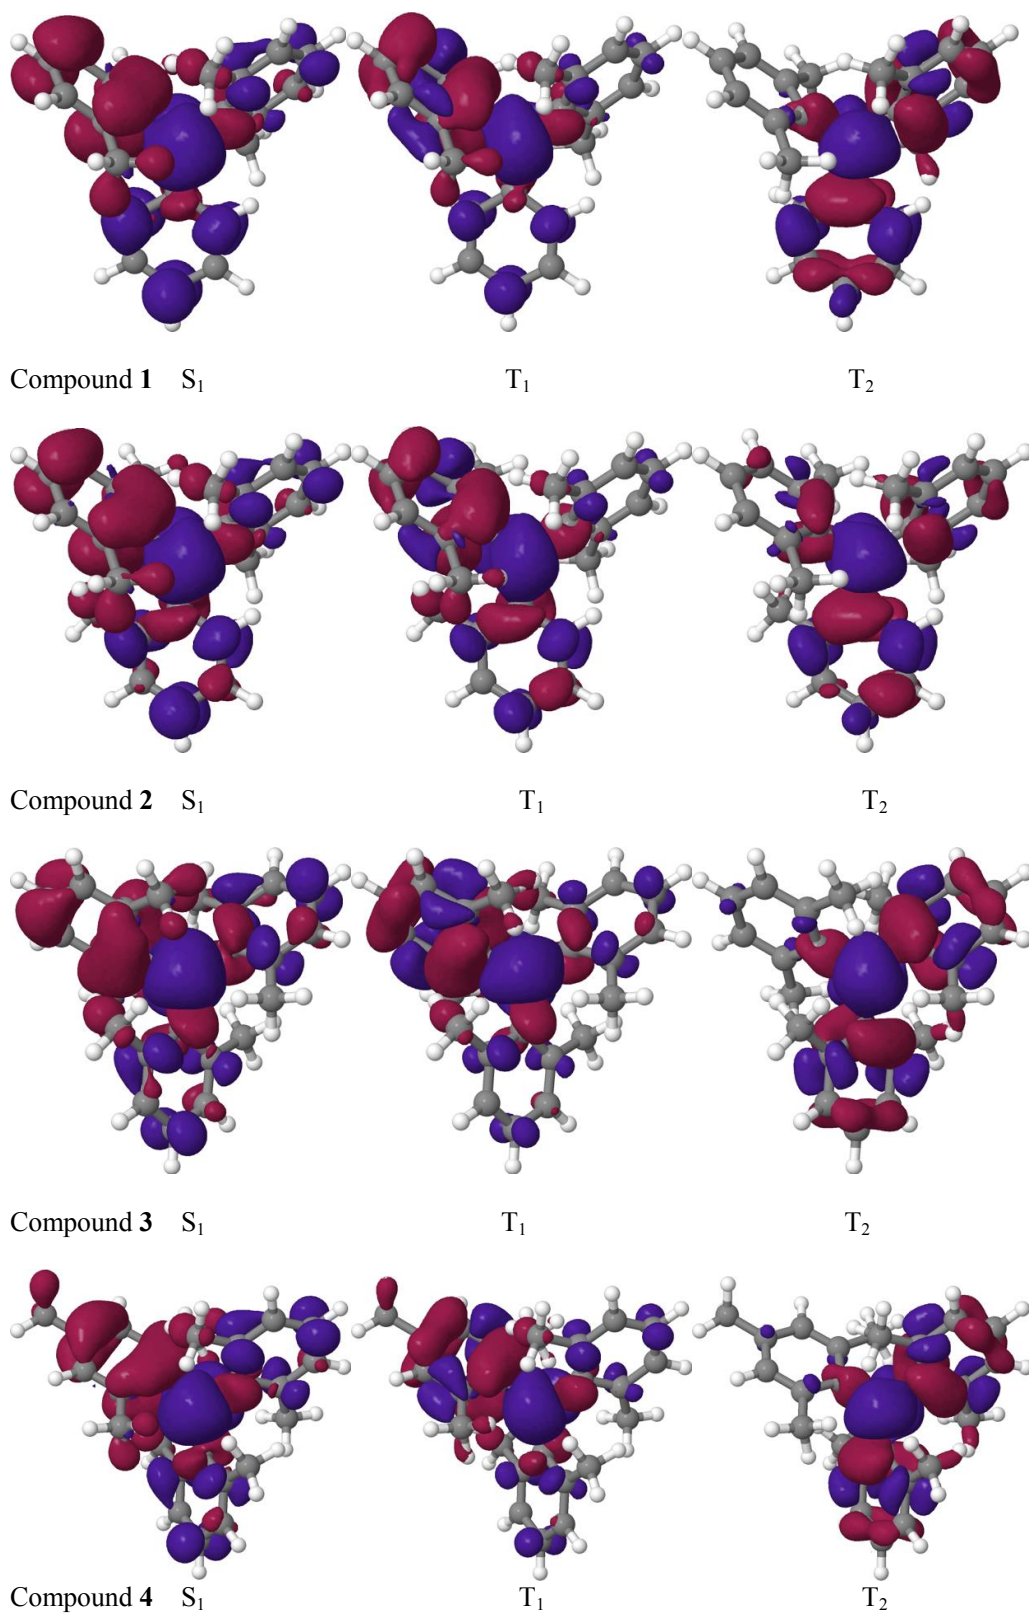 Compound 1 S₁ T₁ T₂
Compound 2 S₁ T₁ T₂
Compound 3 S₁ T₁ T₂
Compound 4 S₁ T₁ T₂